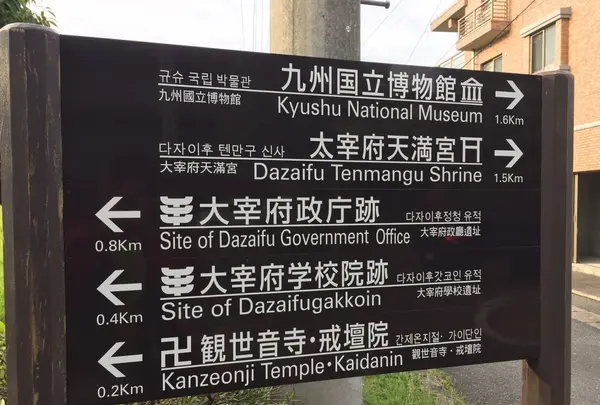 규슈 국립 박물관 九州国立博物館
九州國立博物館 Kyushu National Museum 1.6Km
다자이후 텐만구 신사 太宰府天満宮
大宰府天滿宮 Dazaifu Tenmangu Shrine 1.5Km
大宰府政庁跡 다자이후정청 유적
0.8Km Site of Dazaifu Government Office 大宰府政廳遺址
大宰府学校院跡 다자이후갓코인 유적
0.4Km Site of Dazaifugakkoin 大宰府學校遺址
卍 観世音寺・戒壇院 간제온지절・가이단인
0.2Km Kanzeonji Temple・Kaidanin 觀世音寺・戒壇院